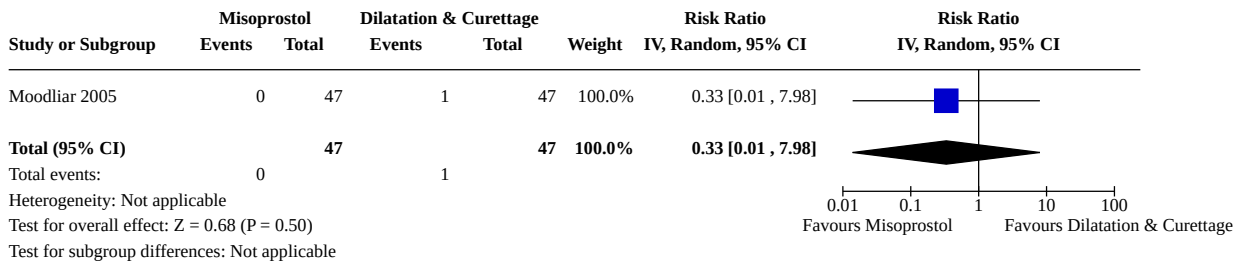 Misoprostol Dilatation & Curettage Risk Ratio Risk Ratio
Study or Subgroup Events Total Events Total Weight IV, Random, 95% CI IV, Random, 95% CI
Moodliar 2005 0 47 1 47 100.0% 0.33 [0.01 , 7.98]
Total (95% CI) 47 47 100.0% 0.33 [0.01 , 7.98]
Total events: 0 1
Heterogeneity: Not applicable 0.01 0.1 1 10 100
Test for overall effect: Z = 0.68 (P = 0.50) Favours Misoprostol Favours Dilatation & Curettage
Test for subgroup differences: Not applicable